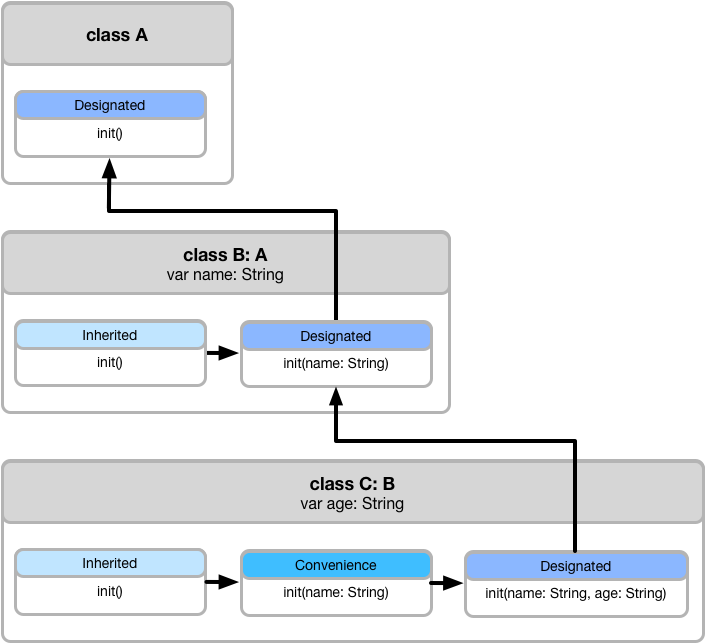 class A
Designated
init()
class B: A
var name: String
Inherited
init()
Designated
init(name: String)
class C: B
var age: String
Inherited
init()
Convenience
init(name: String)
Designated
init(name: String, age: String)